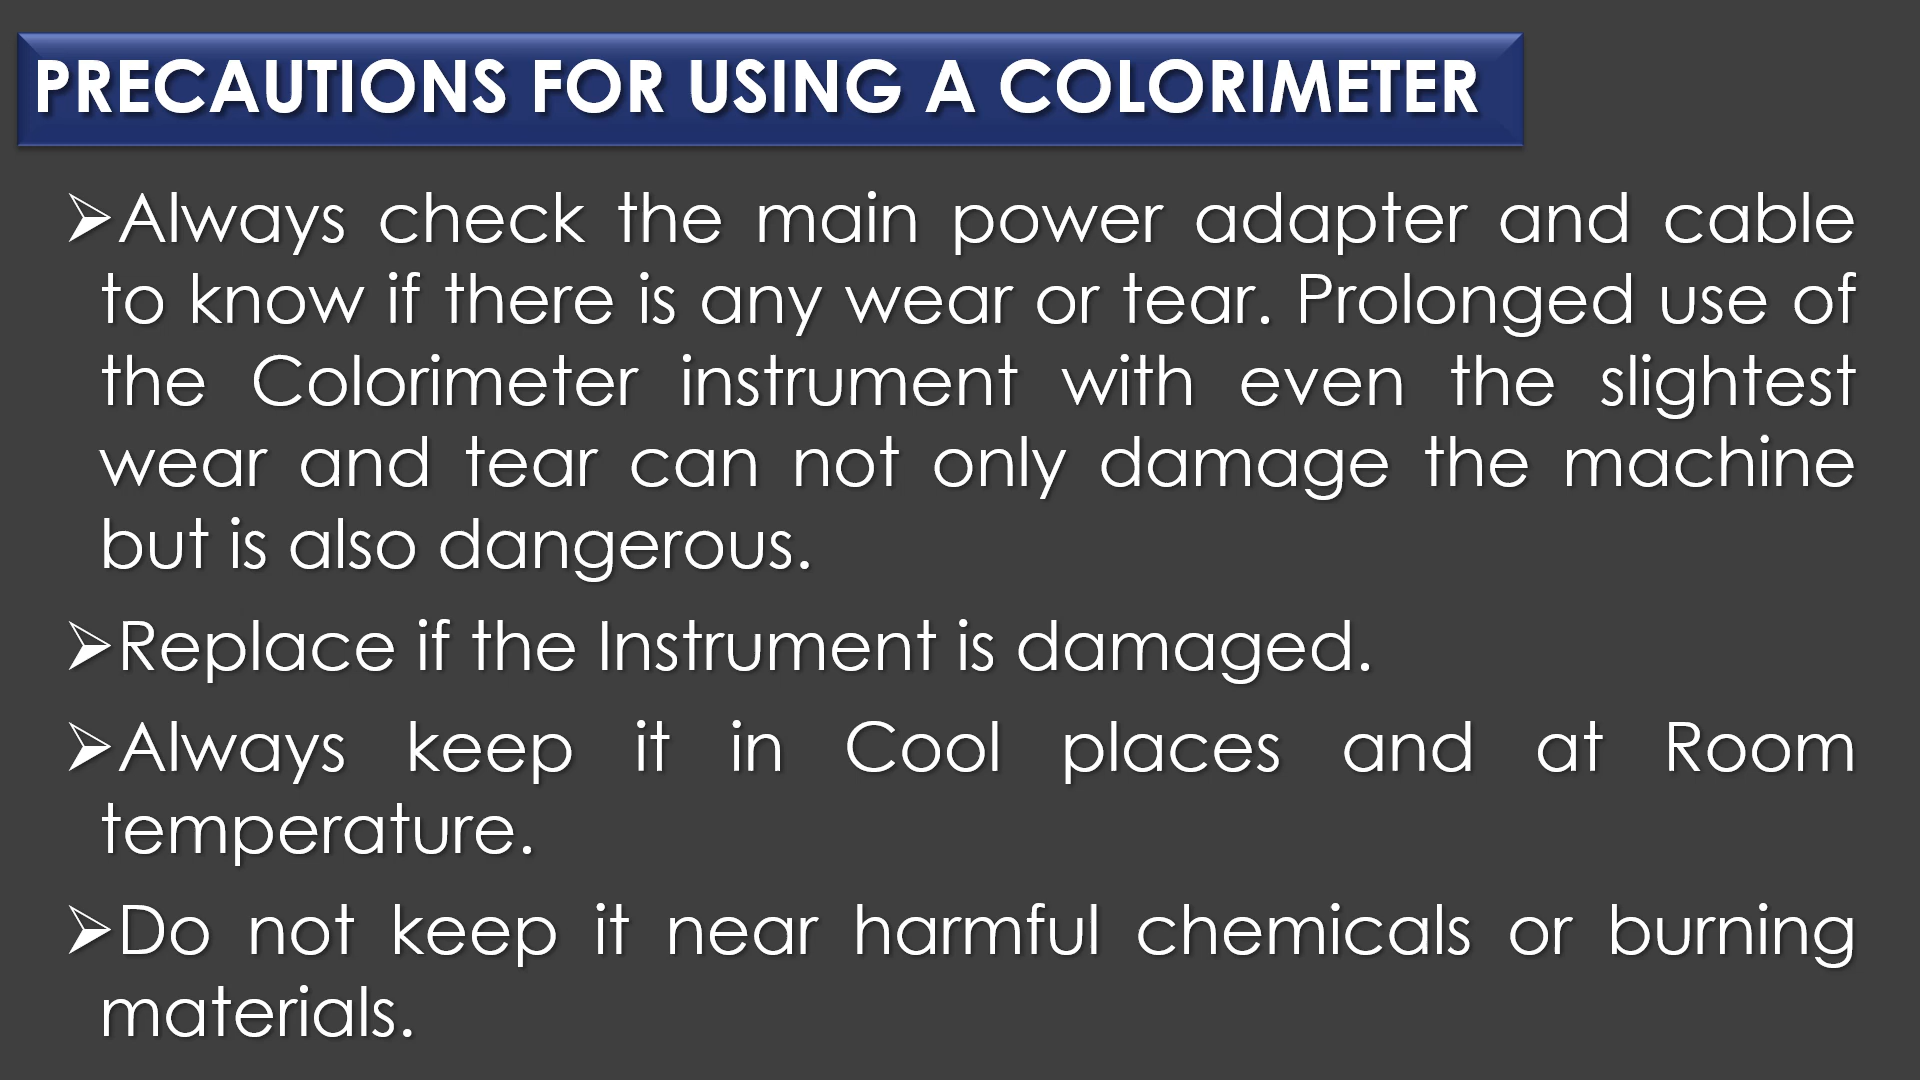 PRECAUTIONS FOR USING A COLORIMETER
➢Always check the main power adapter and cable
to know if there is any wear or tear. Prolonged use of
the Colorimeter instrument with even the slightest
wear and tear can not only damage the machine
but is also dangerous.
➢Replace if the Instrument is damaged.
➢Always keep it in Cool places and at Room
temperature.
➢Do not keep it near harmful chemicals or burning
materials.